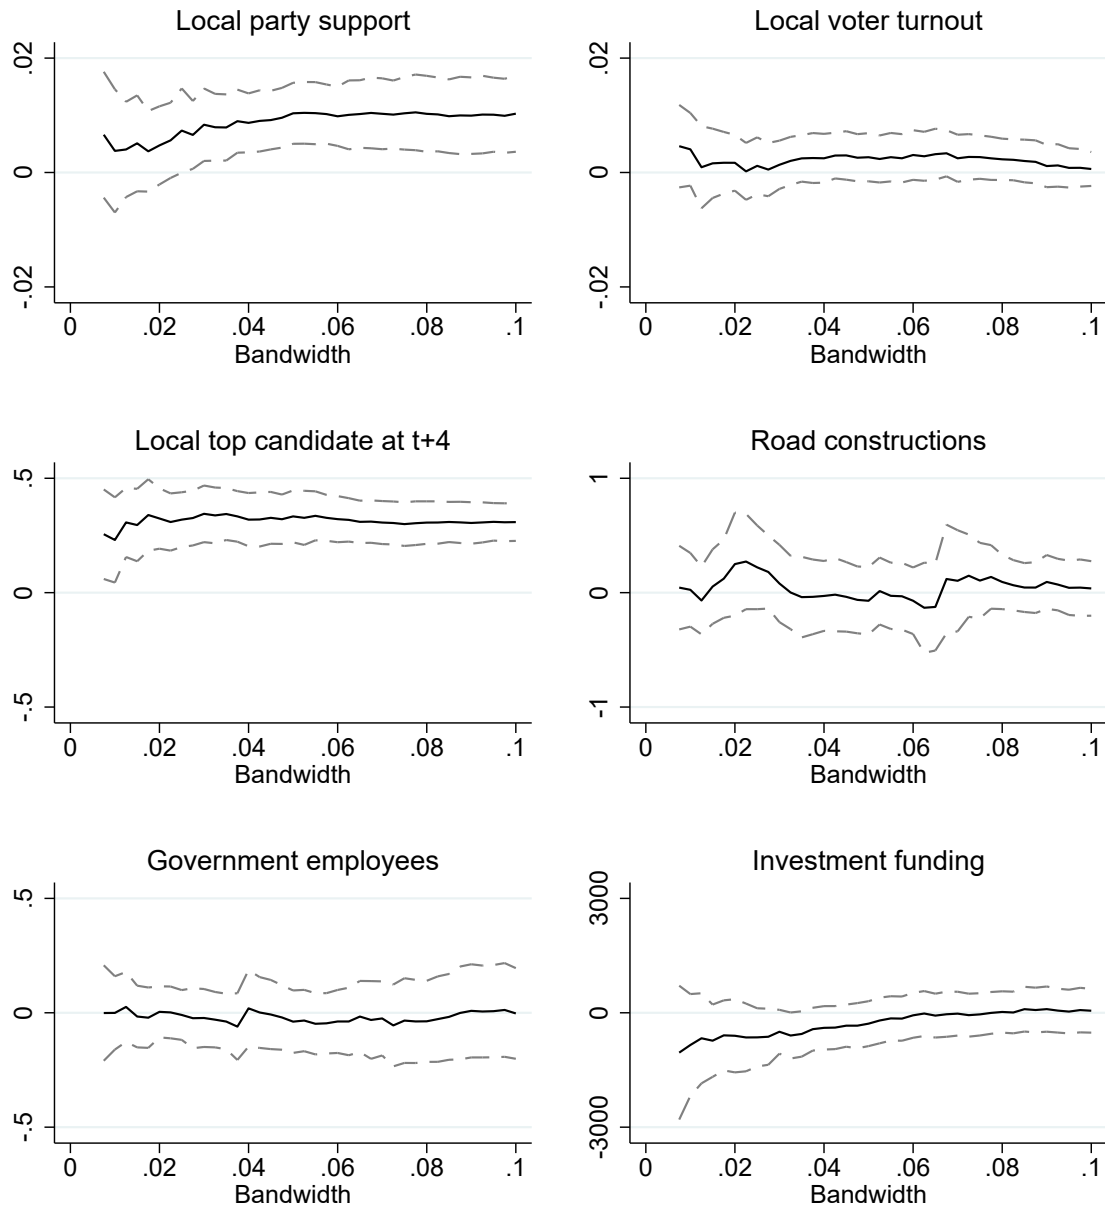 Local party support
.02
0
-.02
0 .02 .04 .06 .08 .1
Bandwidth
Local voter turnout
.02
0
-.02
0 .02 .04 .06 .08 .1
Bandwidth
Local top candidate at t+4
.5
0
-.5
0 .02 .04 .06 .08 .1
Bandwidth
Road constructions
1
0
-1
0 .02 .04 .06 .08 .1
Bandwidth
Government employees
.5
0
-.5
0 .02 .04 .06 .08 .1
Bandwidth
Investment funding
3000
0
-3000
0 .02 .04 .06 .08 .1
Bandwidth